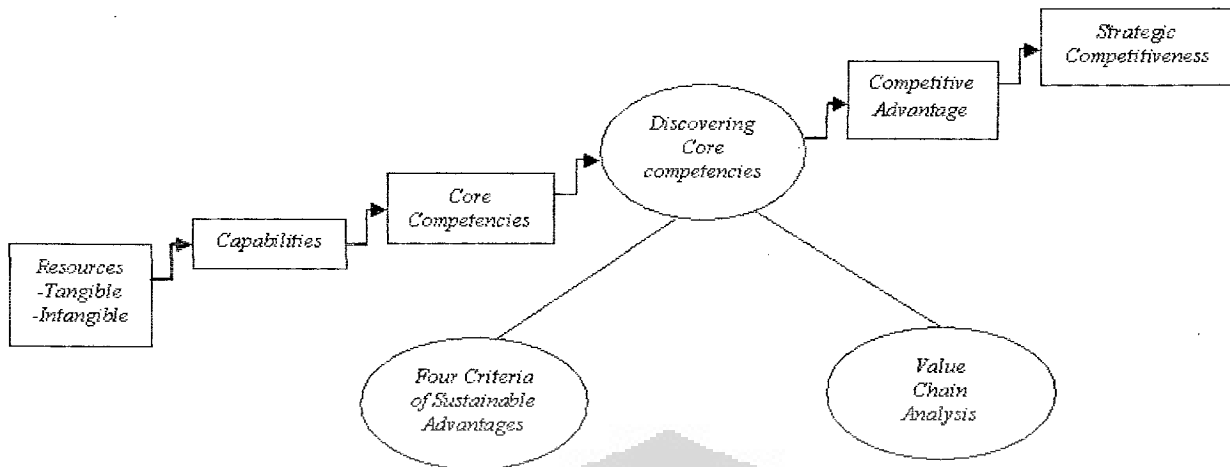 Strategic
Competitiveness
Competitive
Advantage
Discovering
Core
competencies
Core
Competencies
Capabilities
Resources
-Tangible
-Intangible
Four Criteria
of Sustainable
Advantages
Value
Chain
Analysis